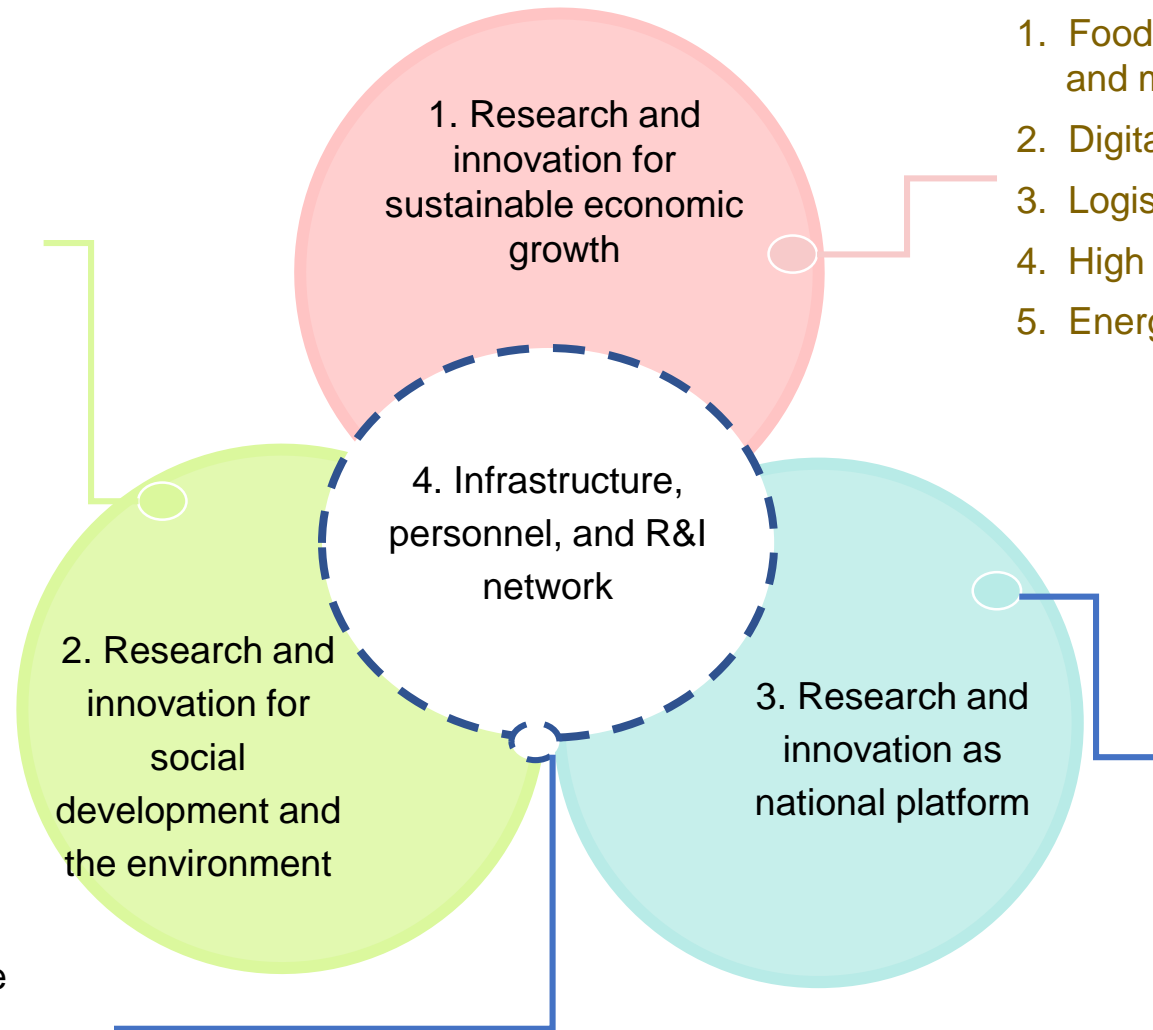 1. Food
and
2.
3.
4. High
5.
1. Research and
innovation for
sustainable economic
growth
4. Infrastructure,
personnel, and R&I
network
2. Research and
innovation for
social
development and
the environment
3. Research and
innovation as
national platform